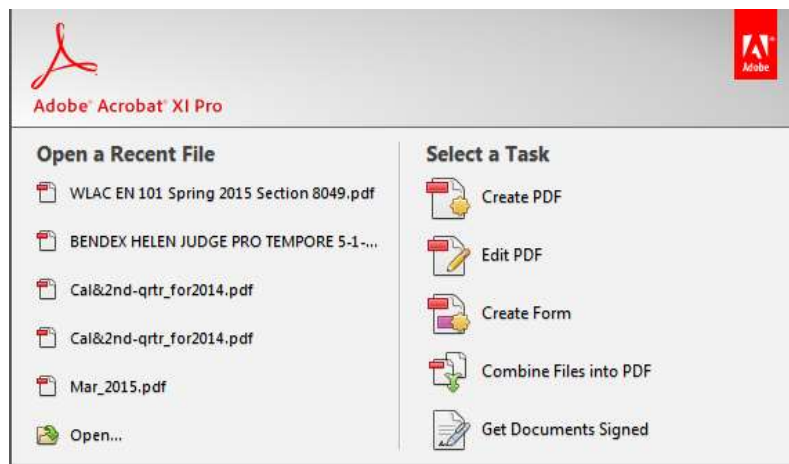 Adobe® Acrobat® XI Pro
Adobe
Open a Recent File
WLAC EN 101 Spring 2015 Section 8049.pdf
BENDEX HELEN JUDGE PRO TEMPORE 5-1-...
Cal&2nd-qrtr_for2014.pdf
Cal&2nd-qrtr_for2014.pdf
Mar_2015.pdf
Open...
Select a Task
Create PDF
Edit PDF
Create Form
Combine Files into PDF
Get Documents Signed